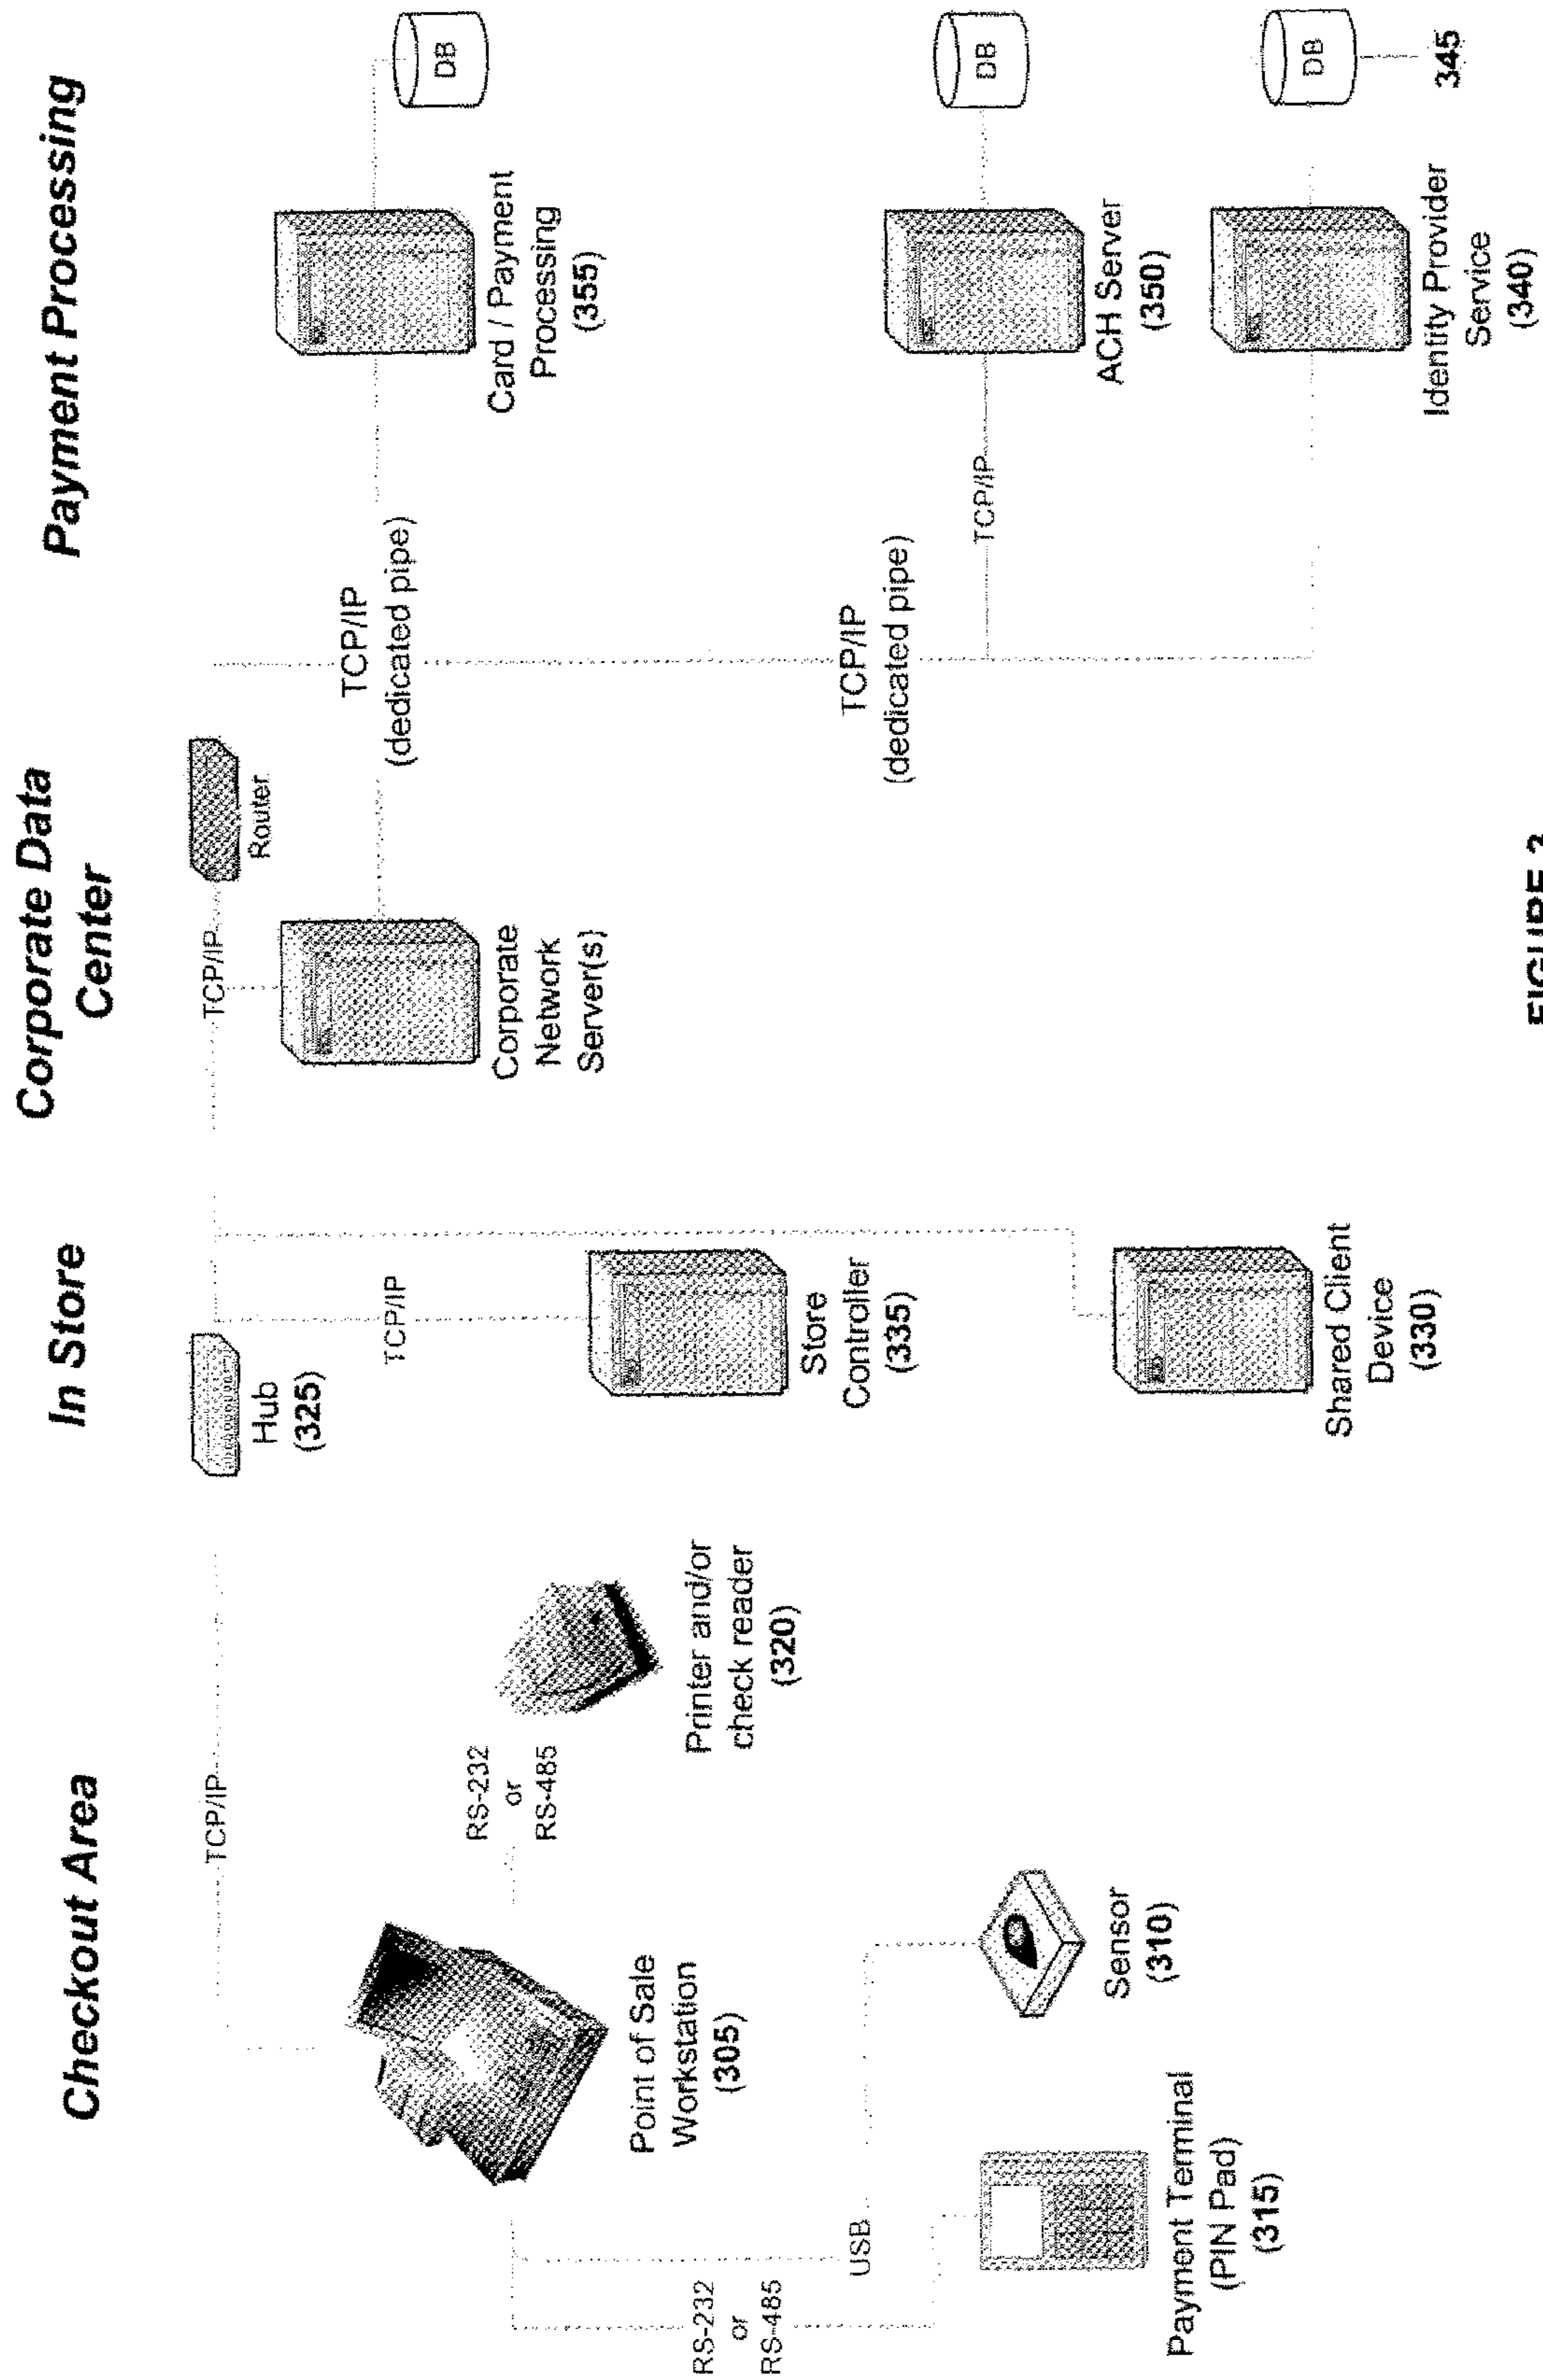 Checkout Area
In Store
Corporate Data
Center
Payment Processing
TCP/IP
Hub
(325)
TCP/IP
Router
TCP/IP
Point of Sale
Workstation
(305)
RS-232
or
RS-485
Printer and/or
check reader
(320)
Store
Controller
(335)
Corporate
Network
Server(s)
TCP/IP
(dedicated pipe)
Card / Payment
Processing
(355)
DB
RS-232
or
RS-485
USB
Payment Terminal
(PIN Pad)
(315)
Sensor
(310)
Shared Client
Device
(330)
TCP/IP
(dedicated pipe)
TCP/IP
ACH Server
(350)
DB
Identity Provider
Service
(340)
DB
345
FIGURE